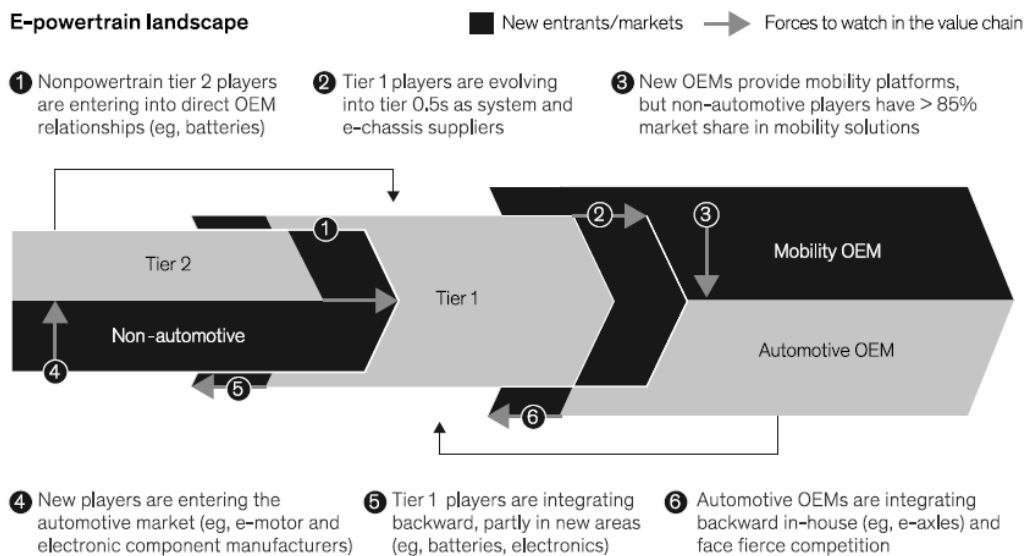 E-powertrain landscape
New entrants/markets
Forces to watch in the value chain
1 Nonpowertrain tier 2 players
are entering into direct OEM
relationships (eg, batteries)
2 Tier 1 players are evolving
into tier 0.5s as system and
e-chassis suppliers
3 New OEMs provide mobility platforms,
but non-automotive players have > 85%
market share in mobility solutions
1
2
3
Tier 2
Tier 1
Mobility OEM
Non-automotive
Automotive OEM
4
5
6
4 New players are entering the
automotive market (eg, e-motor and
electronic component manufacturers)
5 Tier 1 players are integrating
backward, partly in new areas
(eg, batteries, electronics)
6 Automotive OEMs are integrating
backward in-house (eg, e-axles) and
face fierce competition